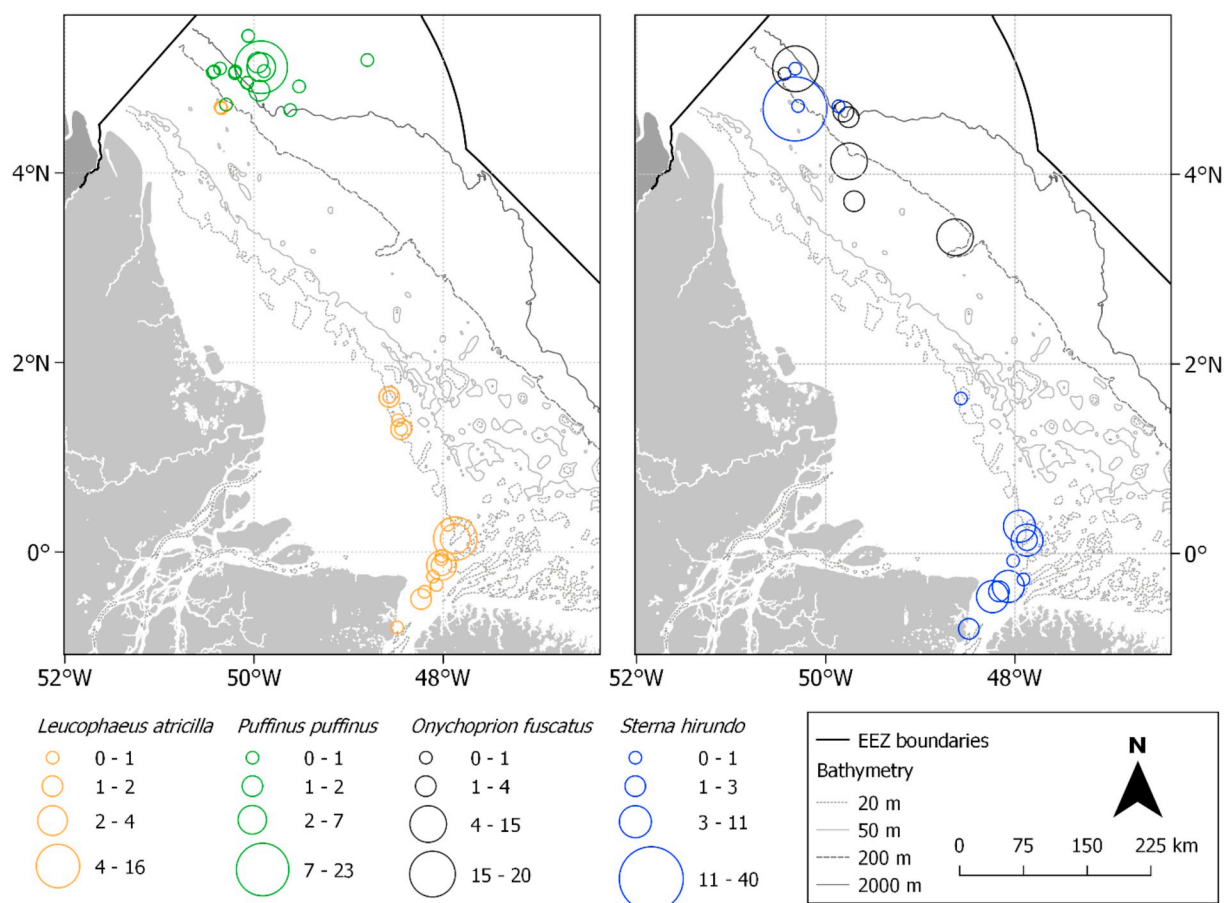 4°N
4°N
2°N
2°N
0°
0°
52°W
50°W
48°W
52°W
50°W
48°W
Leucophaeus atricilla
0 - 1
1 - 2
2 - 4
4 - 16
Puffinus puffinus
0 - 1
1 - 2
2 - 7
7 - 23
Onychoprion fuscatus
0 - 1
1 - 4
4 - 15
15 - 20
Sterna hirundo
0 - 1
1 - 3
3 - 11
11 - 40
EEZ boundaries
Bathymetry
20 m
50 m
200 m
2000 m
N
0 75 150 225 km